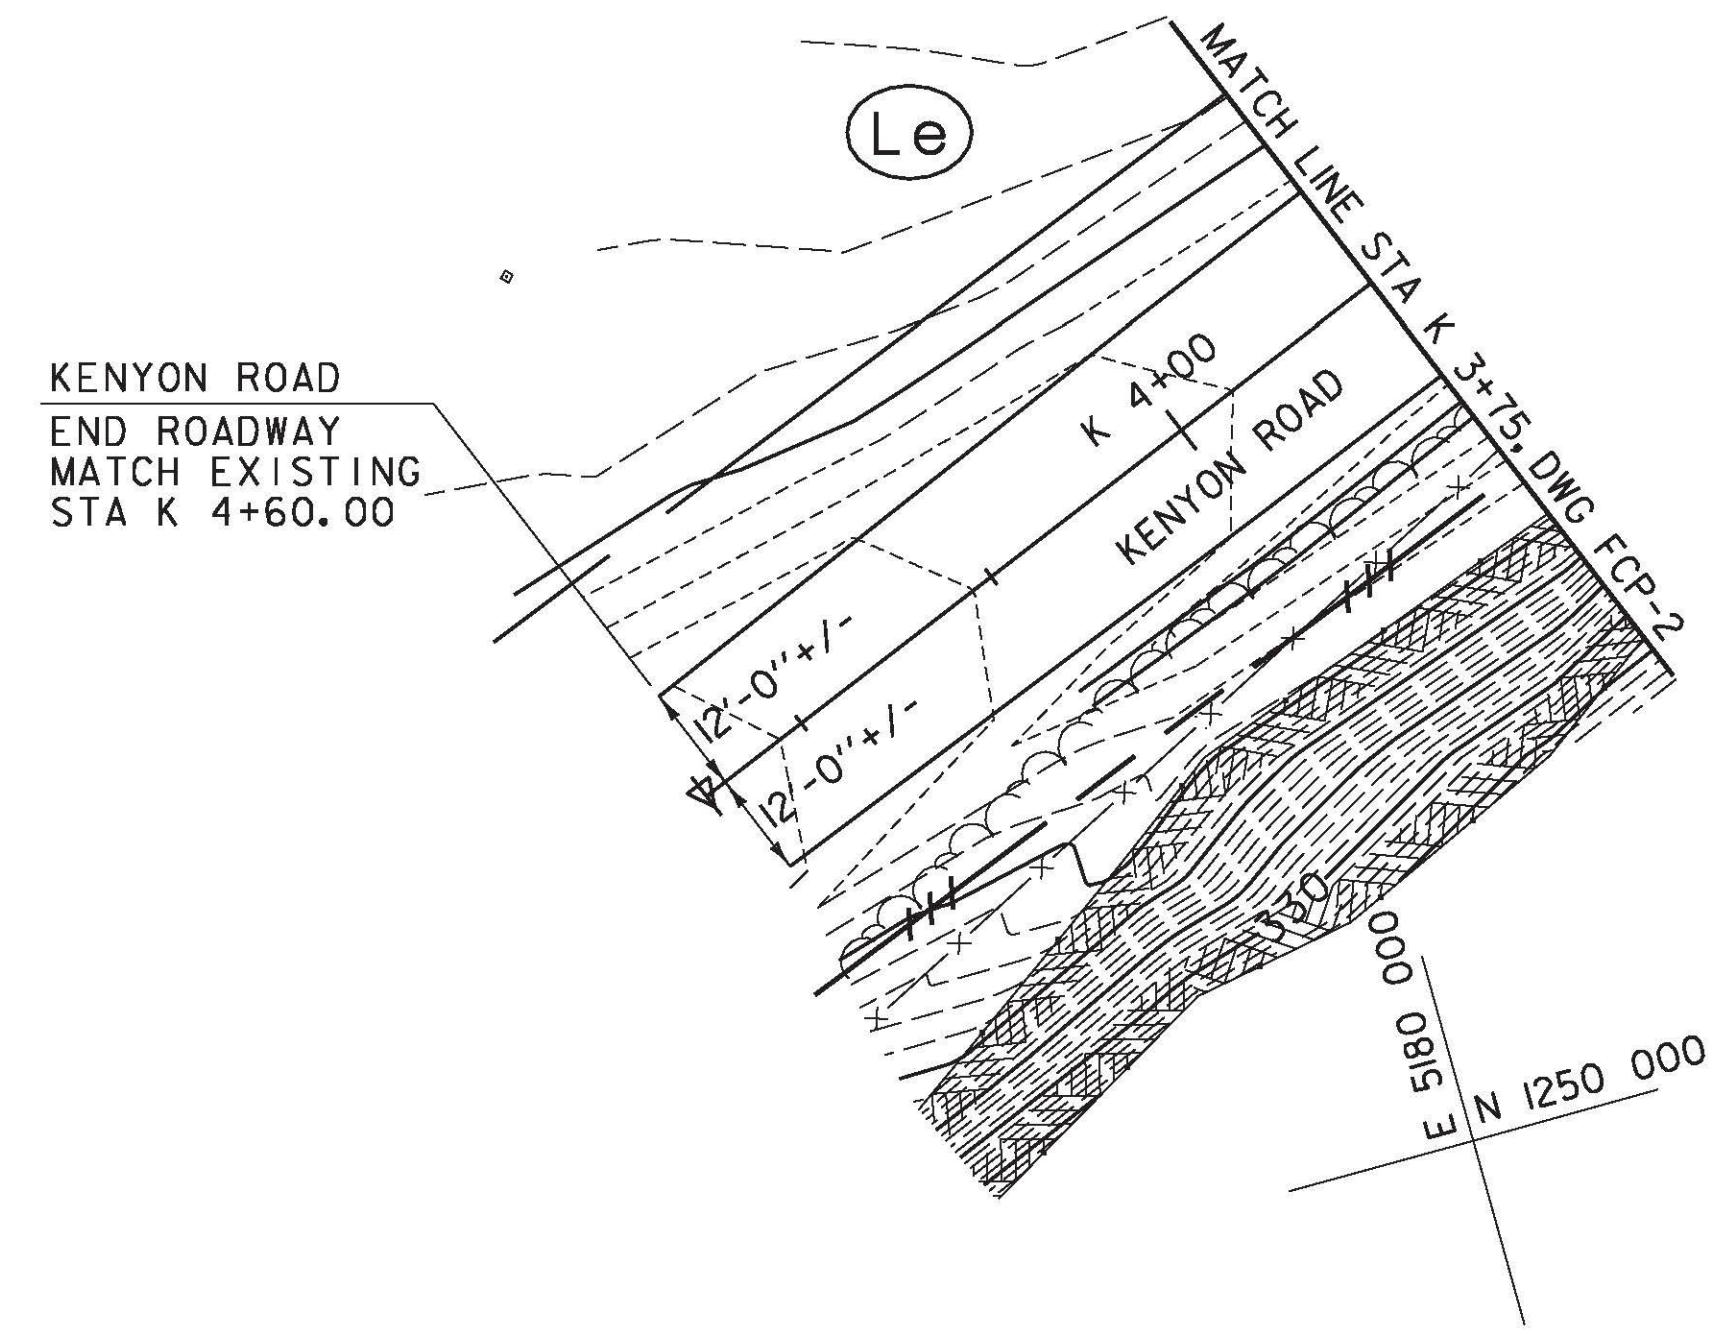 Le
MATCH LINE STA K 3+75, DWG FCP-2
KENYON ROAD
END ROADWAY
MATCH EXISTING
STA K 4+60.00
K 4+00
KENYON ROAD
12'-0"+/-
12'-0"+/-
330
E 5180 000
N 1250 000